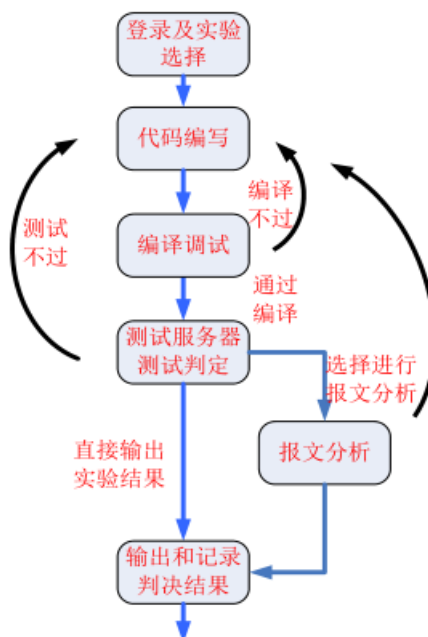 登录及实验
选择
代码编写
编译
不过
测试
不过
编译调试
通过
编译
测试服务器
测试判定
选择进行
报文分析
直接输出
实验结果
报文分析
输出和记录
判决结果